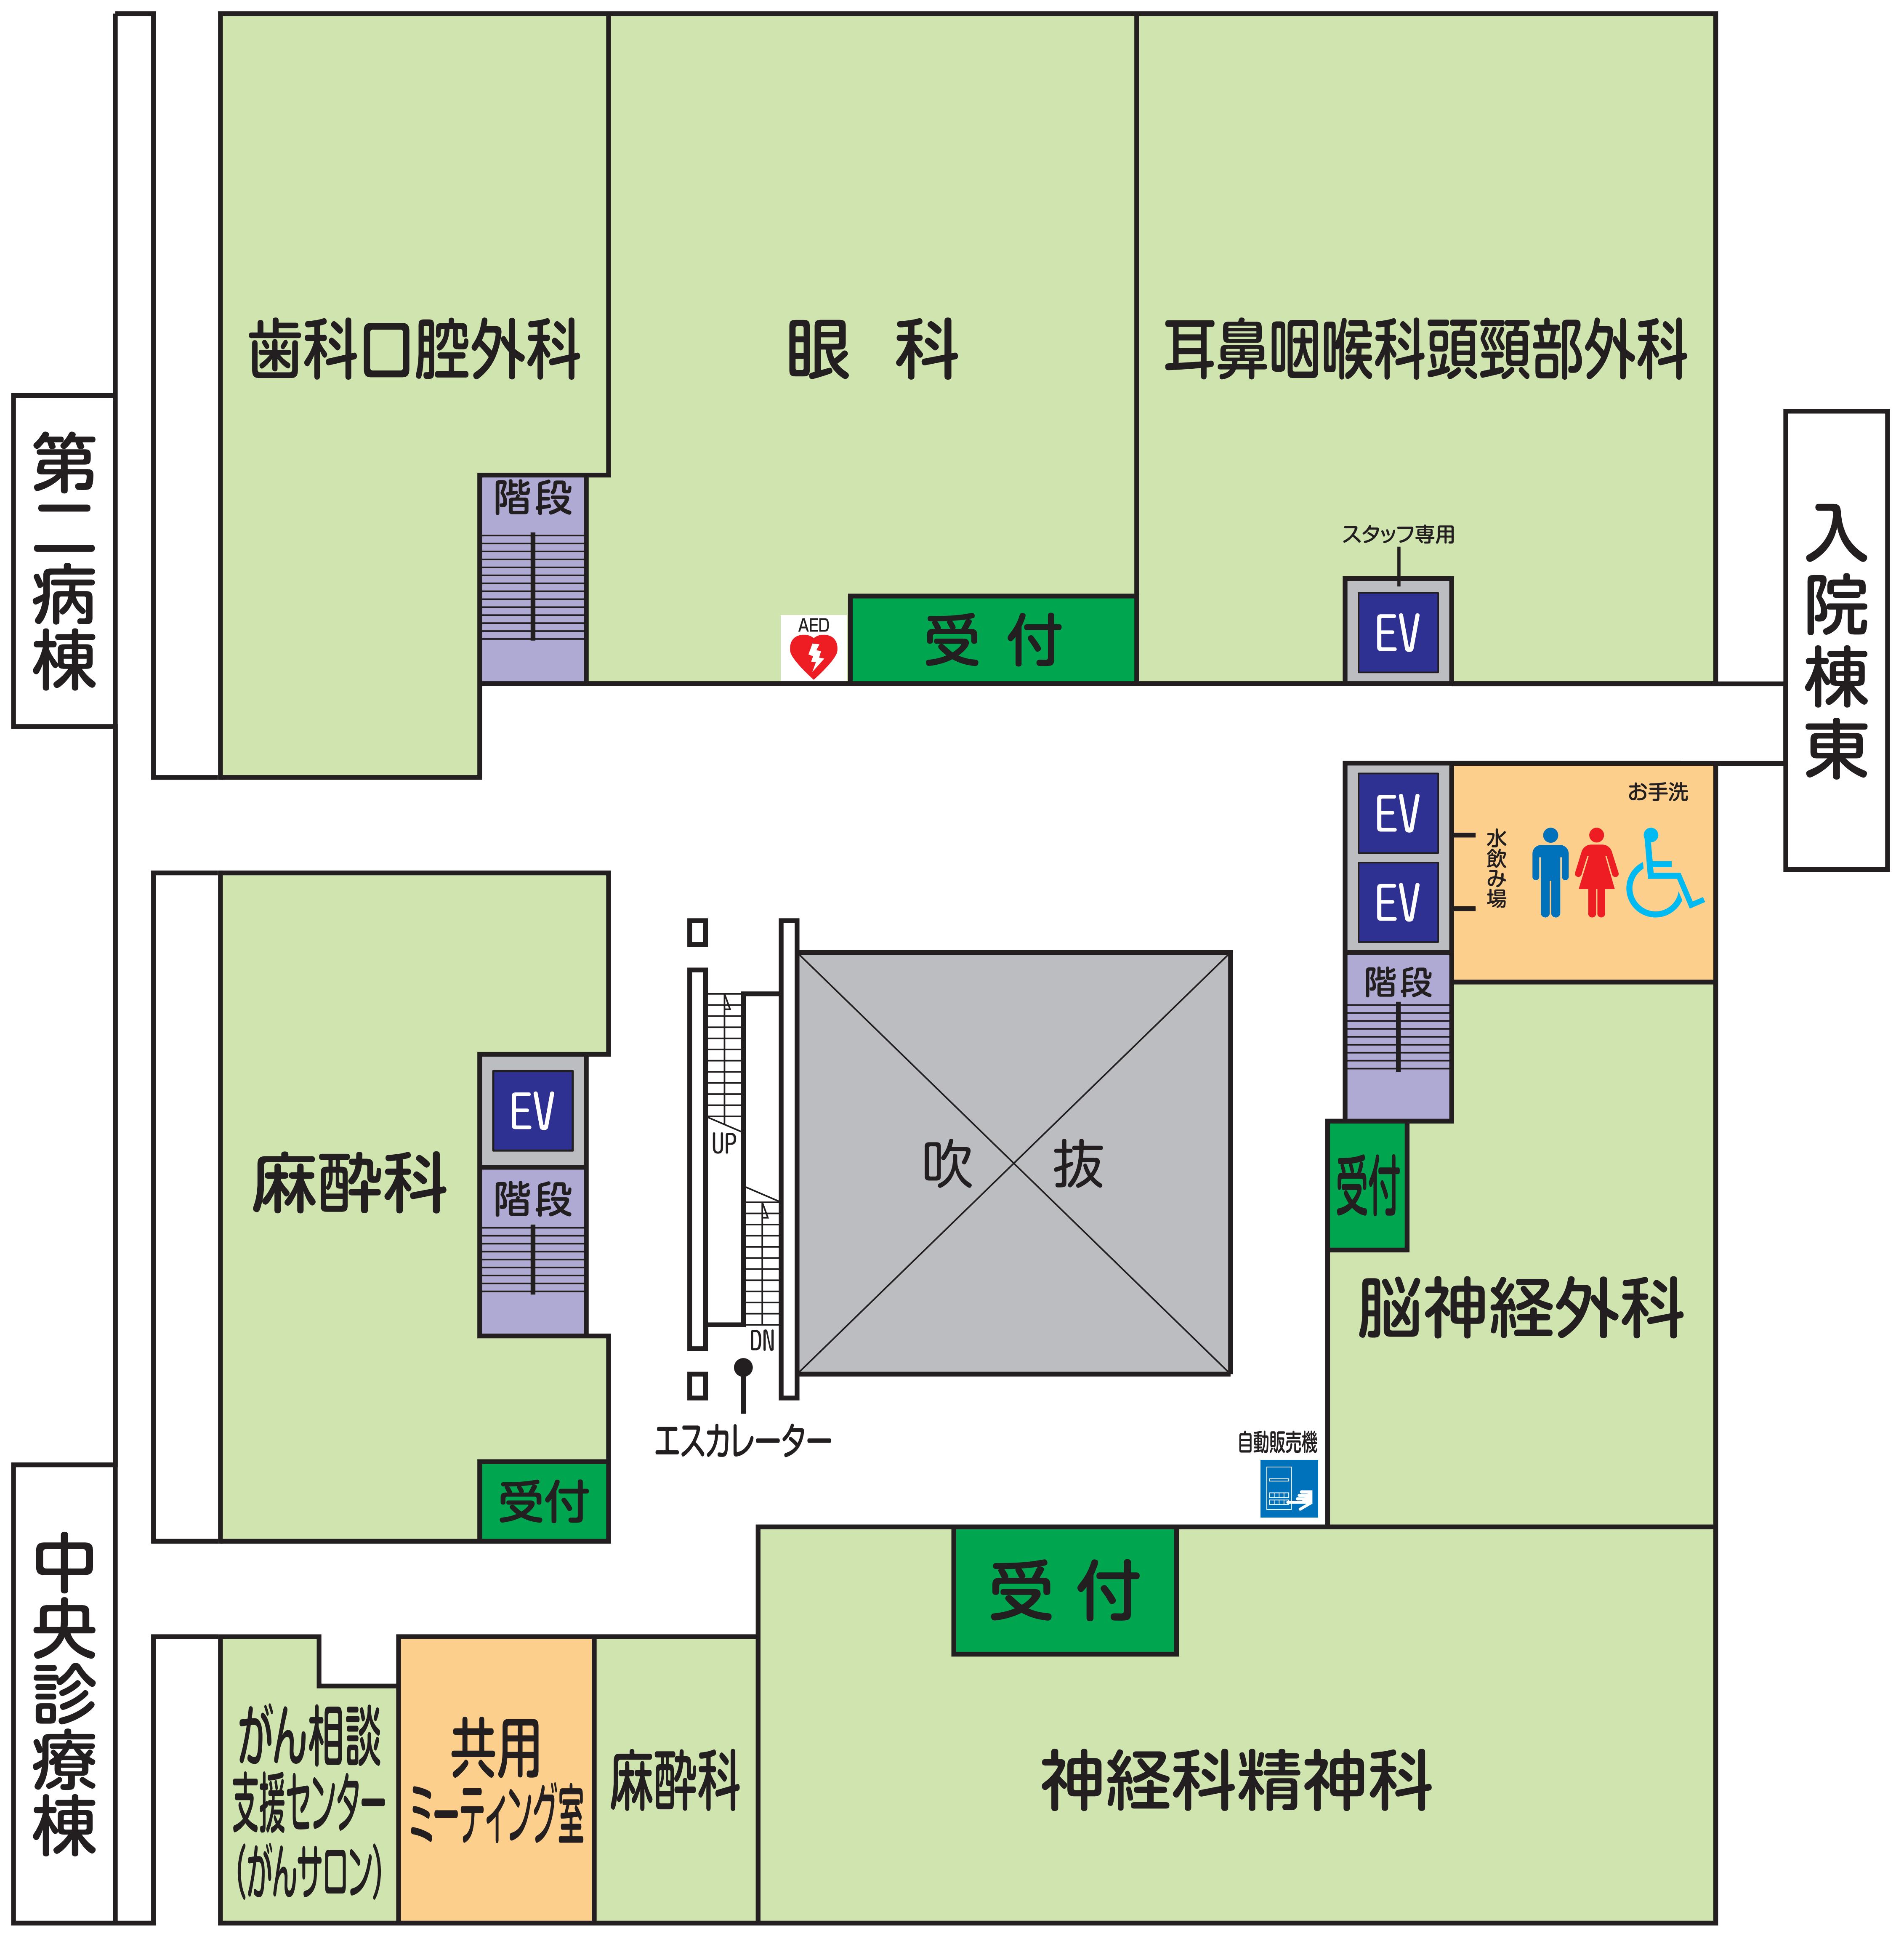 歯科口腔外科
眼 科
耳鼻咽喉科頭頸部外科
第二病棟
入院棟東
階段
スタッフ専用
EV
AED
受 付
EV
EV
お手洗
水飲み場
階段
EV
階段
麻酔科
UP
DN
エスカレーター
吹 抜
受付
脳神経外科
自動販売機
受付
中央診療棟
受 付
がん相談
支援センター
(がんサロン)
共用
ミーティング室
麻酔科
神経科精神科